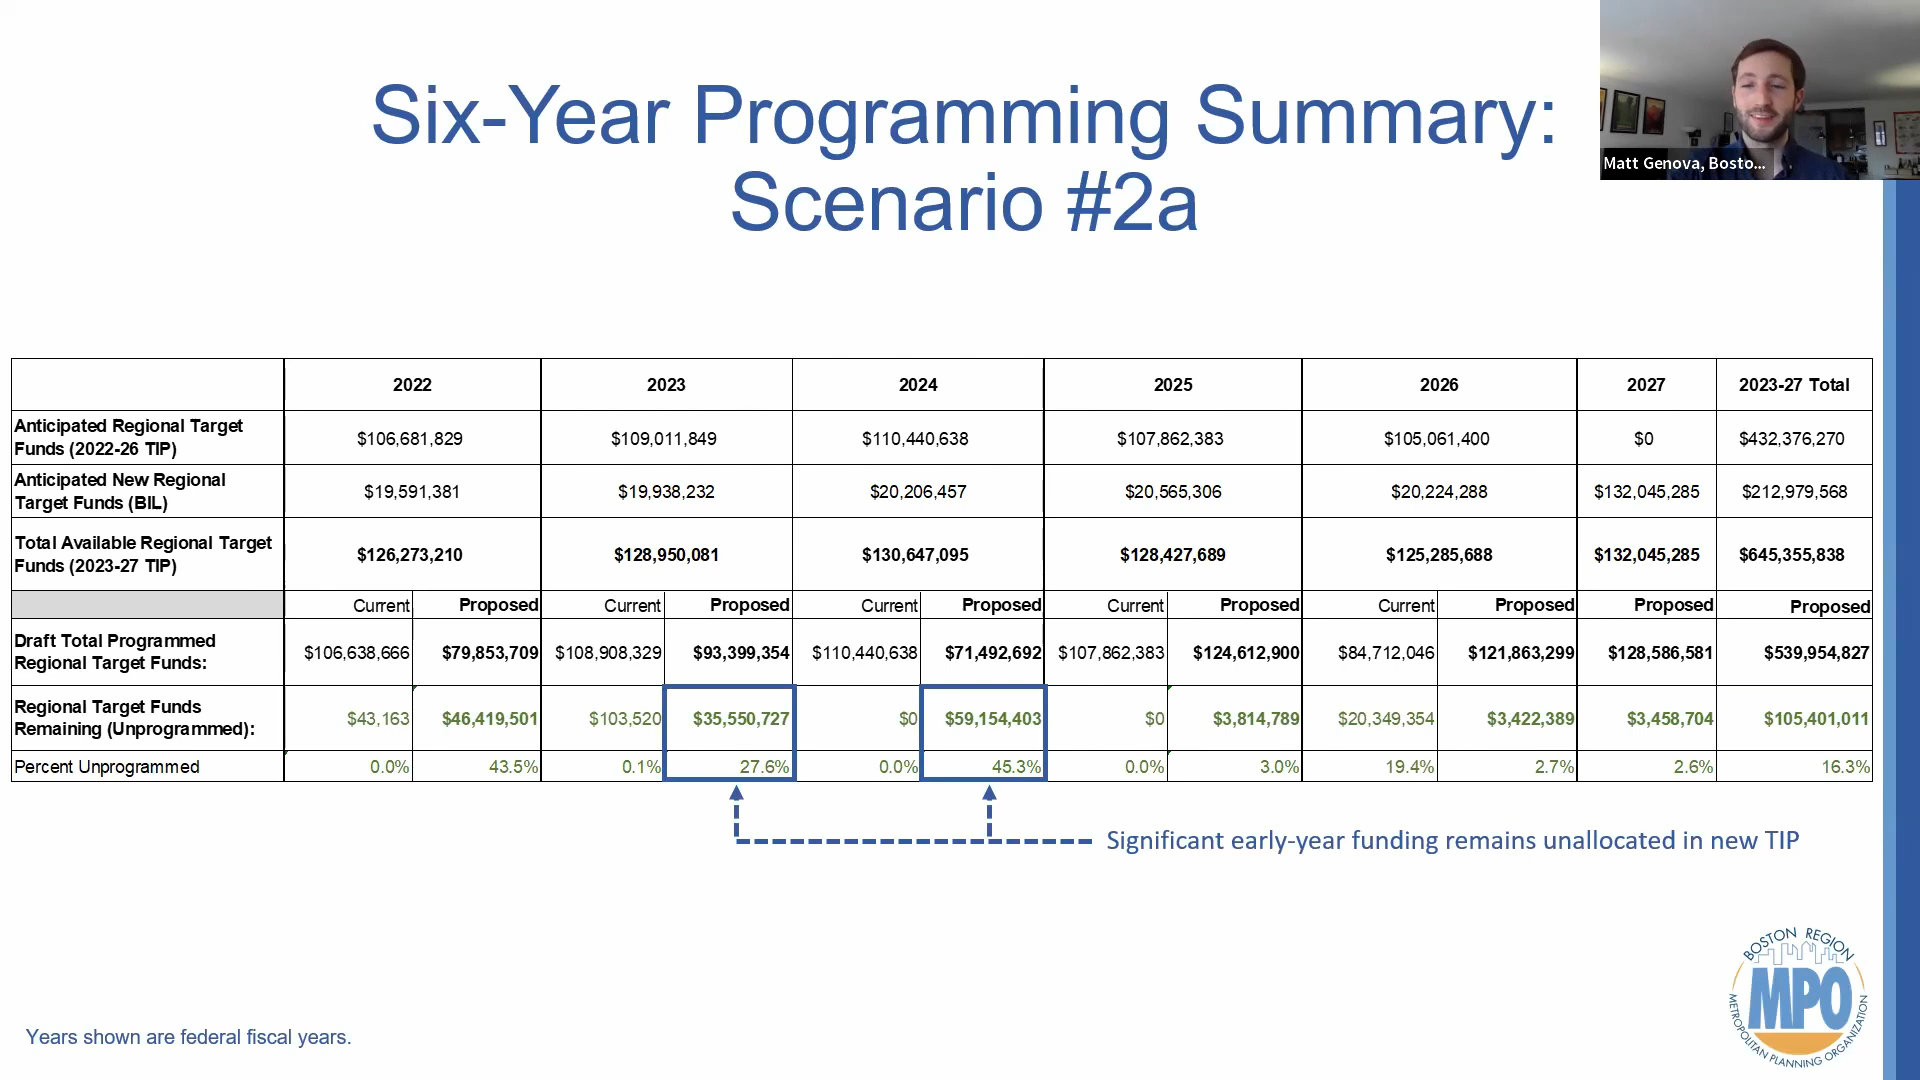 Six-Year Programming Summary:
Scenario #2a
Matt Genova, Bosto...
2022 2023 2024 2025 2026 2027 2023-27 Total
Anticipated Regional Target
Funds (2022-26 TIP)
$106,681,829 $109,011,849 $110,440,638 $107,862,383 $105,061,400 $0 $432,376,270
Anticipated New Regional
Target Funds (BIL)
$19,591,381 $19,938,232 $20,206,457 $20,565,306 $20,224,288 $132,045,285 $212,979,568
Total Available Regional Target
Funds (2023-27 TIP)
$126,273,210 $128,950,081 $130,647,095 $128,427,689 $125,285,688 $132,045,285 $645,355,838
Current Proposed Current Proposed Current Proposed Current Proposed Current Proposed Proposed Proposed
Draft Total Programmed
Regional Target Funds:
$106,638,666 $79,853,709 $108,908,329 $93,399,354 $110,440,638 $71,492,692 $107,862,383 $124,612,900 $84,712,046 $121,863,299 $128,586,581 $539,954,827
Regional Target Funds
Remaining (Unprogrammed):
$43,163 $46,419,501 $103,520 $35,550,727 $0 $59,154,403 $0 $3,814,789 $20,349,354 $3,422,389 $3,458,704 $105,401,011
Percent Unprogrammed 0.0% 43.5% 0.1% 27.6% 0.0% 45.3% 0.0% 3.0% 19.4% 2.7% 2.6% 16.3%
Significant early-year funding remains unallocated in new TIP
BOSTON REGION
MPO
METROPOLITAN PLANNING ORGANIZATION
Years shown are federal fiscal years.